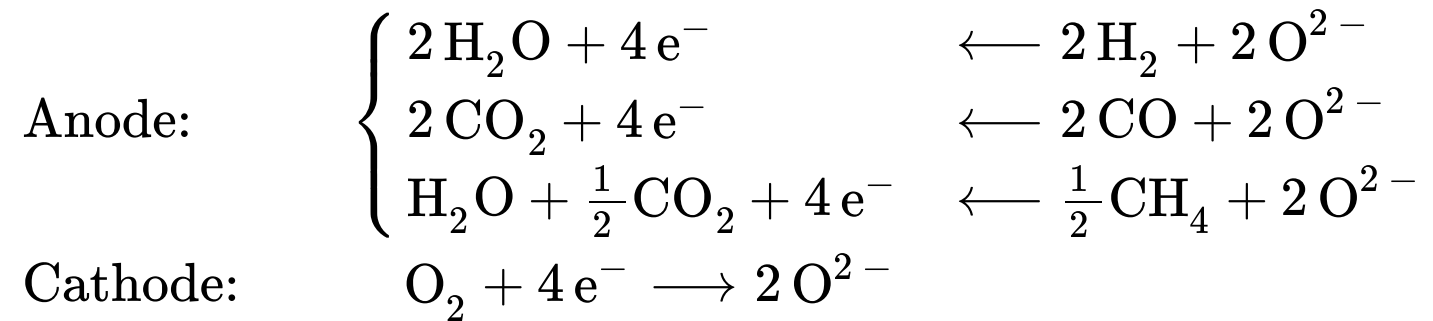 2 H₂O + 4 e⁻ ⟵ 2 H₂ + 2 O²⁻
Anode: { 2 CO₂ + 4 e⁻ ⟵ 2 CO + 2 O²⁻
H₂O + ½ CO₂ + 4 e⁻ ⟵ ½ CH₄ + 2 O²⁻
Cathode: O₂ + 4 e⁻ ⟶ 2 O²⁻